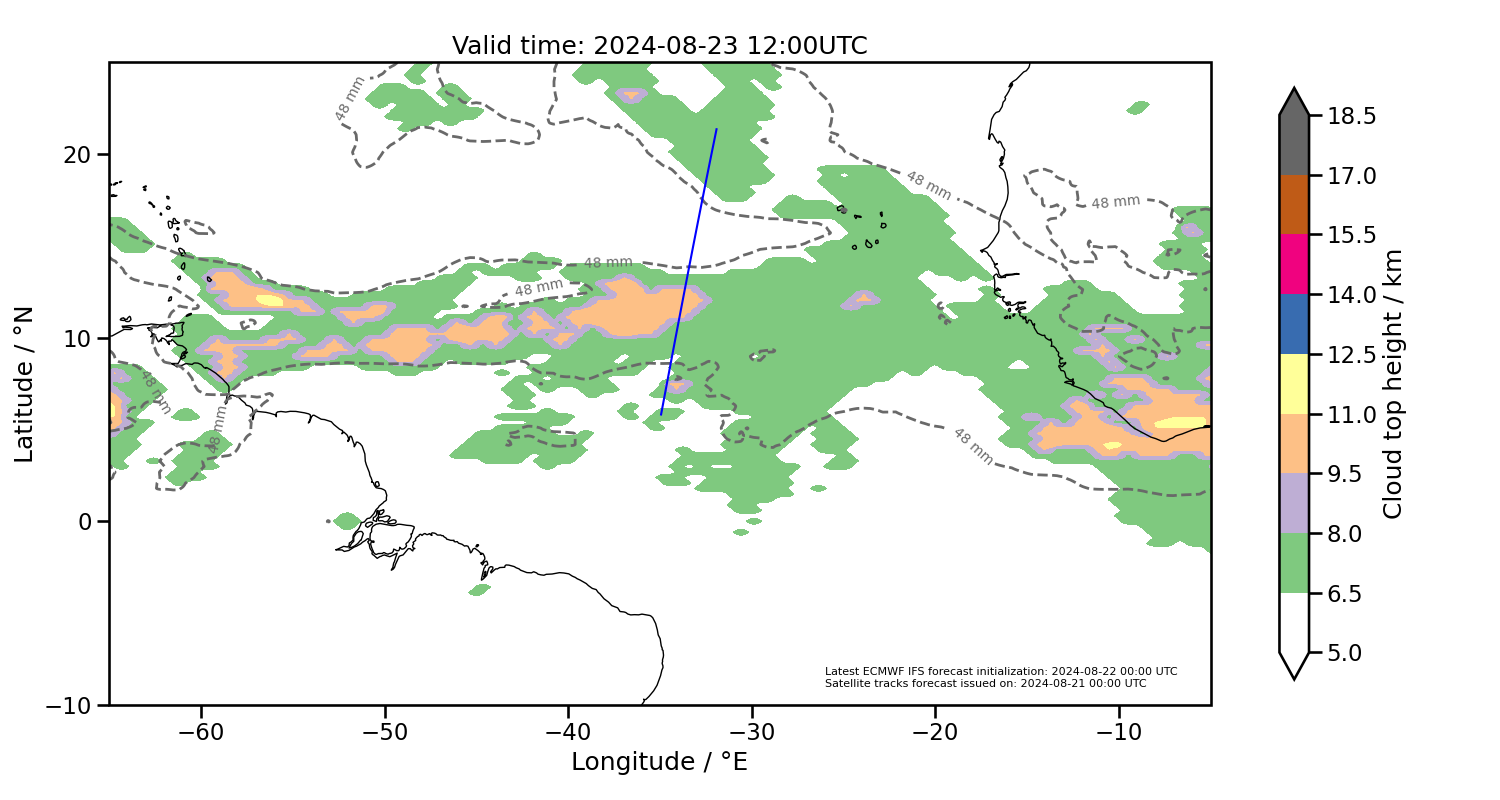 Valid time: 2024-08-23 12:00UTC
48 mm
48 mm
48 mm
48 mm
48 mm
48 mm
48 mm
48 mm
20
10
0
−10
Latitude / °N
−60
−50
−40
−30
−20
−10
Longitude / °E
Latest ECMWF IFS forecast initialization: 2024-08-22 00:00 UTC
Satellite tracks forecast issued on: 2024-08-21 00:00 UTC
18.5
17.0
15.5
14.0
12.5
11.0
9.5
8.0
6.5
5.0
Cloud top height / km